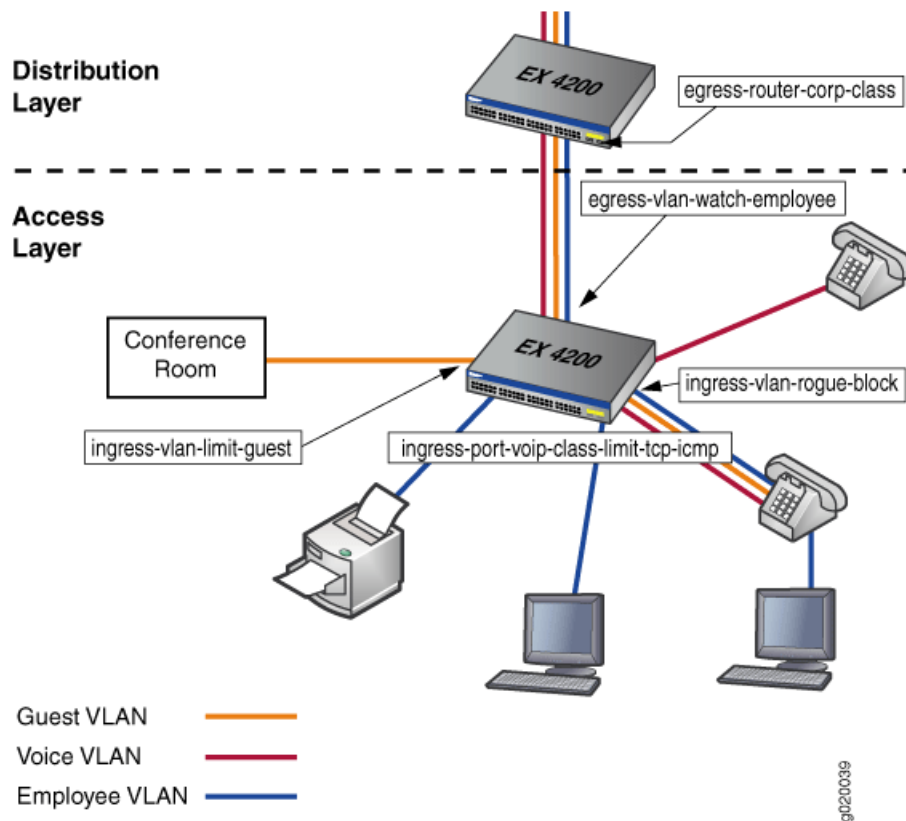 Distribution
Layer
EX 4200
egress-router-corp-class
egress-vlan-watch-employee
Access
Layer
Conference
Room
EX 4200
ingress-vlan-rogue-block
ingress-vlan-limit-guest
ingress-port-voip-class-limit-tcp-icmp
Guest VLAN
Voice VLAN
Employee VLAN
g020039